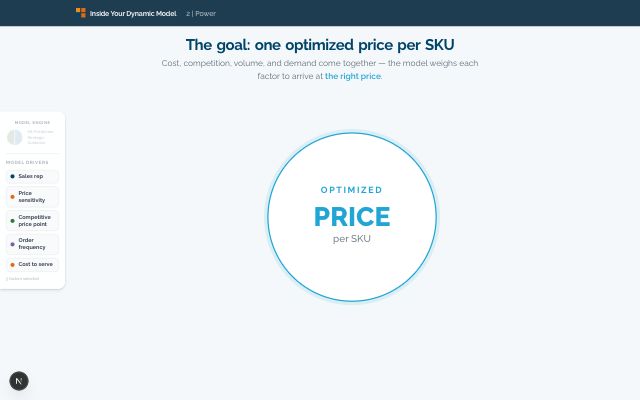 Inside Your Dynamic Model 2 | Power
The goal: one optimized price per SKU
Cost, competition, volume, and demand come together — the model weighs each
factor to arrive at the right price.
MODEL ENGINE
MODEL DRIVERS
Sales rep
Price
sensitivity
Competitive
price point
Order
frequency
Cost to serve
OPTIMIZED
PRICE
per SKU
N